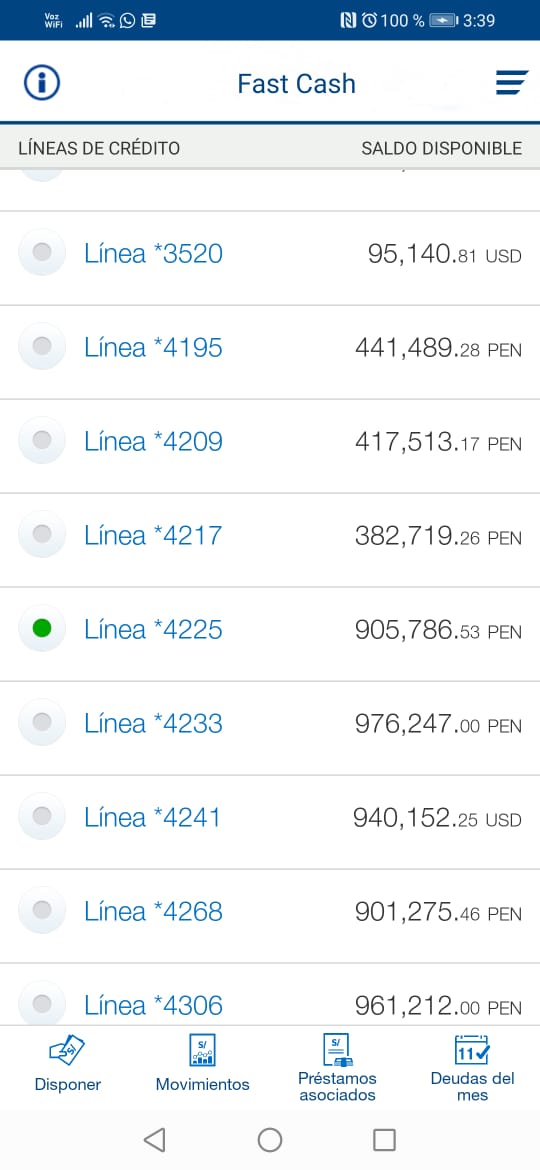 Voz
WiFi
100 %
3:39
Fast Cash
LÍNEAS DE CRÉDITO SALDO DISPONIBLE
Línea *3520 95,140.81 USD
Línea *4195 441,489.28 PEN
Línea *4209 417,513.17 PEN
Línea *4217 382,719.26 PEN
Línea *4225 905,786.53 PEN
Línea *4233 976,247.00 PEN
Línea *4241 940,152.25 USD
Línea *4268 901,275.46 PEN
Línea *4306 961,212.00 PEN
S/
Disponer
S/
Movimientos
S/
Préstamos
asociados
11
Deudas del
mes